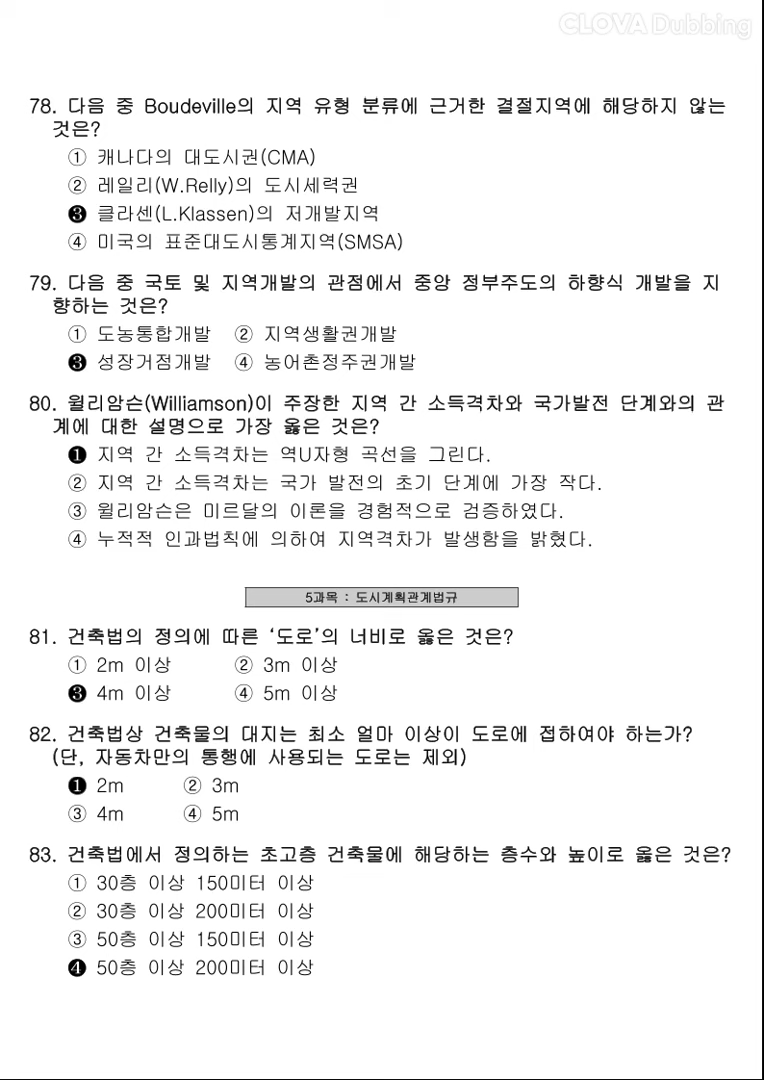 CLOVA Dubbing
78. 다음 중 Boudeville의 지역 유형 분류에 근거한 결절지역에 해당하지 않는
것은?
① 캐나다의 대도시권(CMA)
② 레일리(W.Relly)의 도시세력권
❸ 클라센(L.Klassen)의 저개발지역
④ 미국의 표준대도시통계지역(SMSA)
79. 다음 중 국토 및 지역개발의 관점에서 중앙 정부주도의 하향식 개발을 지
향하는 것은?
① 도농통합개발 ② 지역생활권개발
❸ 성장거점개발 ④ 농어촌정주권개발
80. 윌리암슨(Williamson)이 주장한 지역 간 소득격차와 국가발전 단계와의 관
계에 대한 설명으로 가장 옳은 것은?
❶ 지역 간 소득격차는 역U자형 곡선을 그린다.
② 지역 간 소득격차는 국가 발전의 초기 단계에 가장 작다.
③ 윌리암슨은 미르달의 이론을 경험적으로 검증하였다.
④ 누적적 인과법칙에 의하여 지역격차가 발생함을 밝혔다.
5과목 : 도시계획관계법규
81. 건축법의 정의에 따른 ‘도로’의 너비로 옳은 것은?
① 2m 이상 ② 3m 이상
❸ 4m 이상 ④ 5m 이상
82. 건축법상 건축물의 대지는 최소 얼마 이상이 도로에 접하여야 하는가?
(단, 자동차만의 통행에 사용되는 도로는 제외)
❶ 2m ② 3m
③ 4m ④ 5m
83. 건축법에서 정의하는 초고층 건축물에 해당하는 층수와 높이로 옳은 것은?
① 30층 이상 150미터 이상
② 30층 이상 200미터 이상
③ 50층 이상 150미터 이상
❹ 50층 이상 200미터 이상